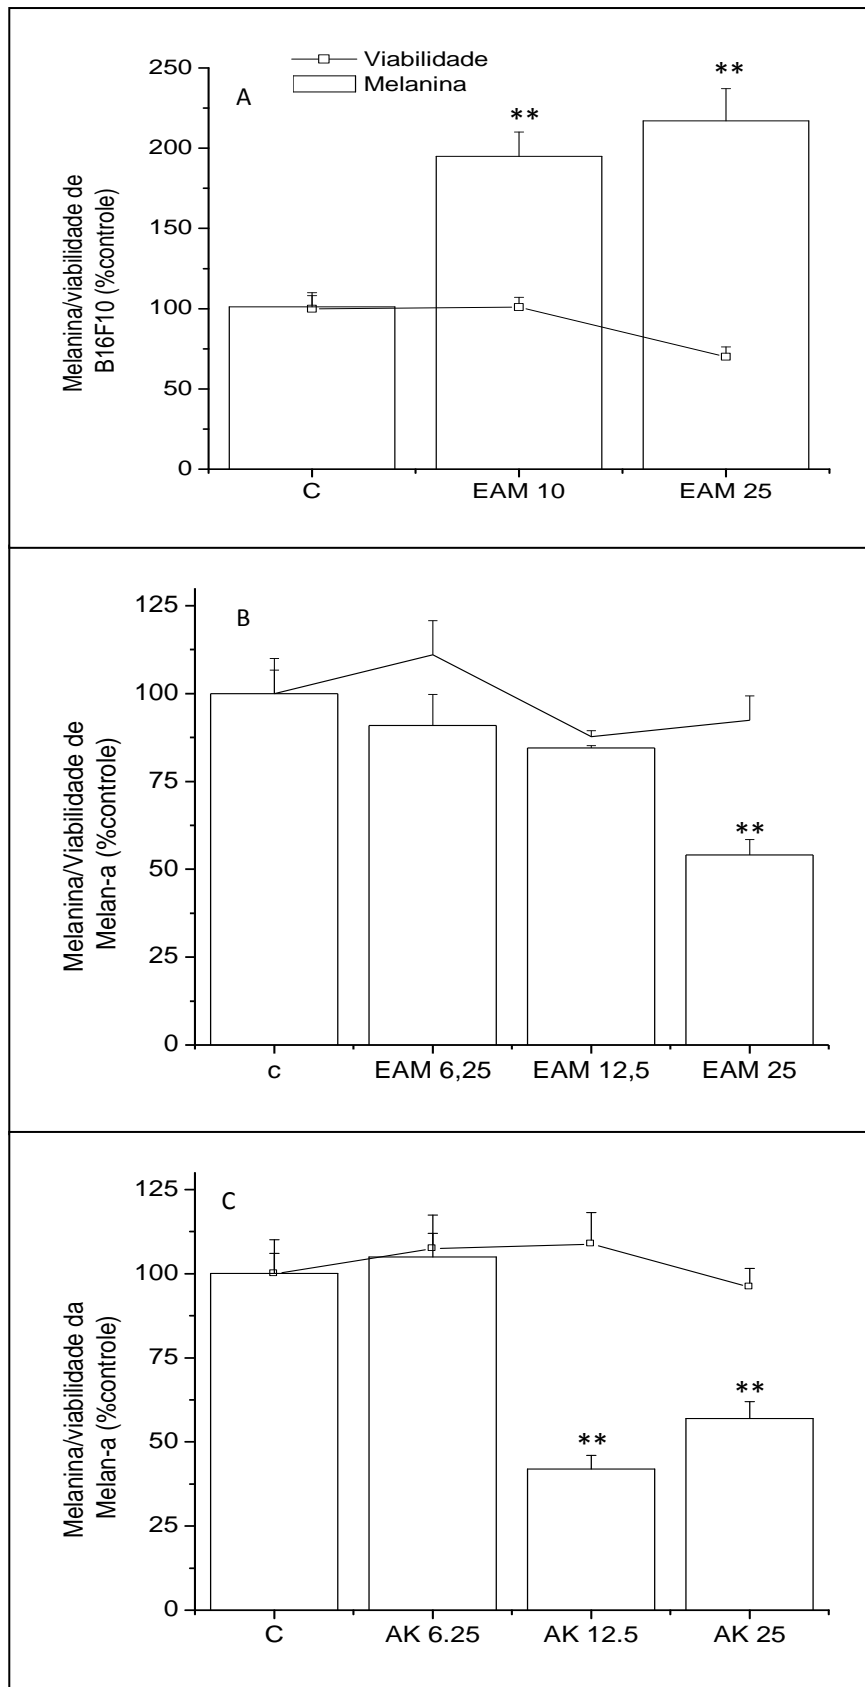 Viabilidade
Melanina
A
**
**
250
200
150
100
50
0
Melanina/viabilidade de
B16F10 (%controle)
C EAM 10 EAM 25
B
**
125
100
75
50
25
0
Melanina/Viabilidade de
Melan-a (%controle)
c EAM 6,25 EAM 12,5 EAM 25
C
**
**
125
100
75
50
25
0
Melanina/viabilidade da
Melan-a (%controle)
C AK 6.25 AK 12.5 AK 25